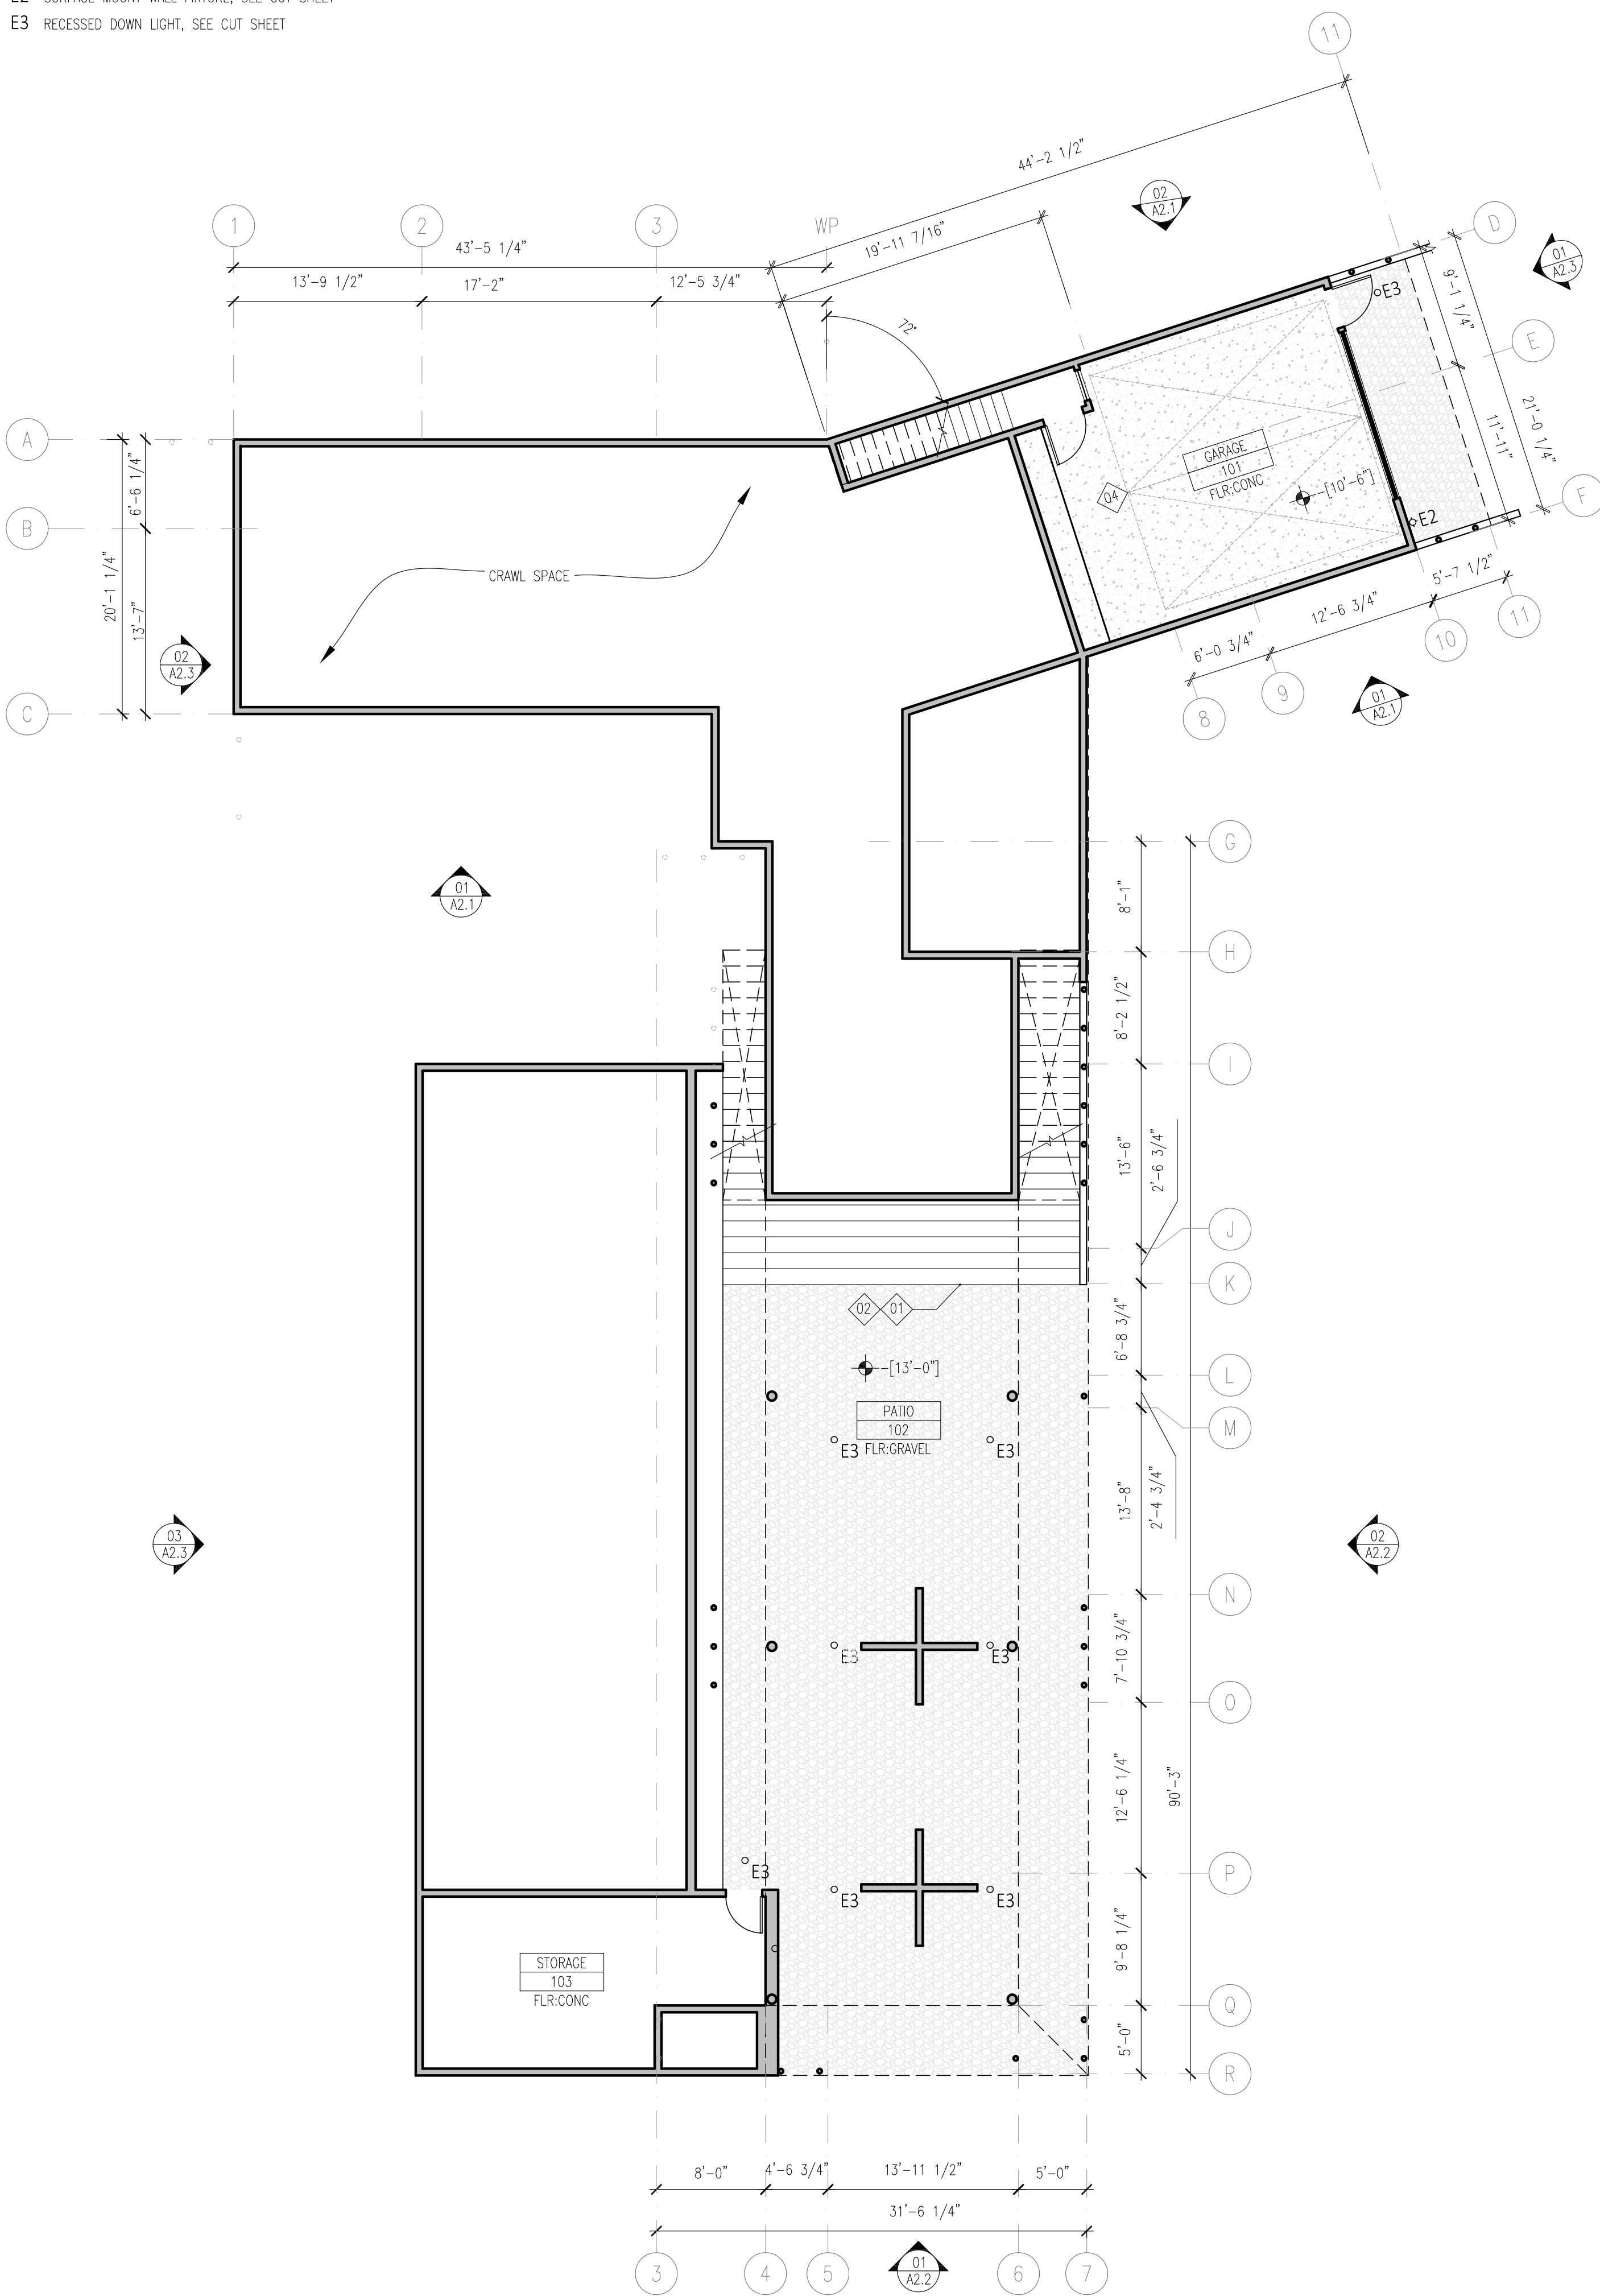 E3 RECESSED DOWN LIGHT, SEE CUT SHEET
11
44'-2 1/2"
02
A2.1
1
2
3
WP
D
43'-5 1/4"
19'-11 7/16"
01
A2.3
13'-9 1/2"
17'-2"
12'-5 3/4"
E3
9'-1 1/4"
72°
E
A
6'-6 1/4"
GARAGE
101
FLR:CONC
11'-11"
21'-0 1/4"
04
[10'-6"]
F
B
E2
CRAWL SPACE
20'-1 1/4"
13'-7"
5'-7 1/2"
12'-6 3/4"
11
6'-0 3/4"
10
02
A2.3
9
01
A2.1
C
8
G
01
A2.1
8'-1"
H
8'-2 1/2"
I
13'-6"
2'-6 3/4"
J
K
02
01
6'-8 3/4"
[13'-0"]
L
PATIO
102
FLR:GRAVEL
M
E3
E3
13'-8"
2'-4 3/4"
03
A2.3
02
A2.2
N
E3
E3
7'-10 3/4"
O
12'-6 1/4"
90'-3"
E3
P
E3
E3
9'-8 1/4"
STORAGE
103
FLR:CONC
Q
5'-0"
R
8'-0"
4'-6 3/4"
13'-11 1/2"
5'-0"
31'-6 1/4"
3
4
5
01
A2.2
6
7